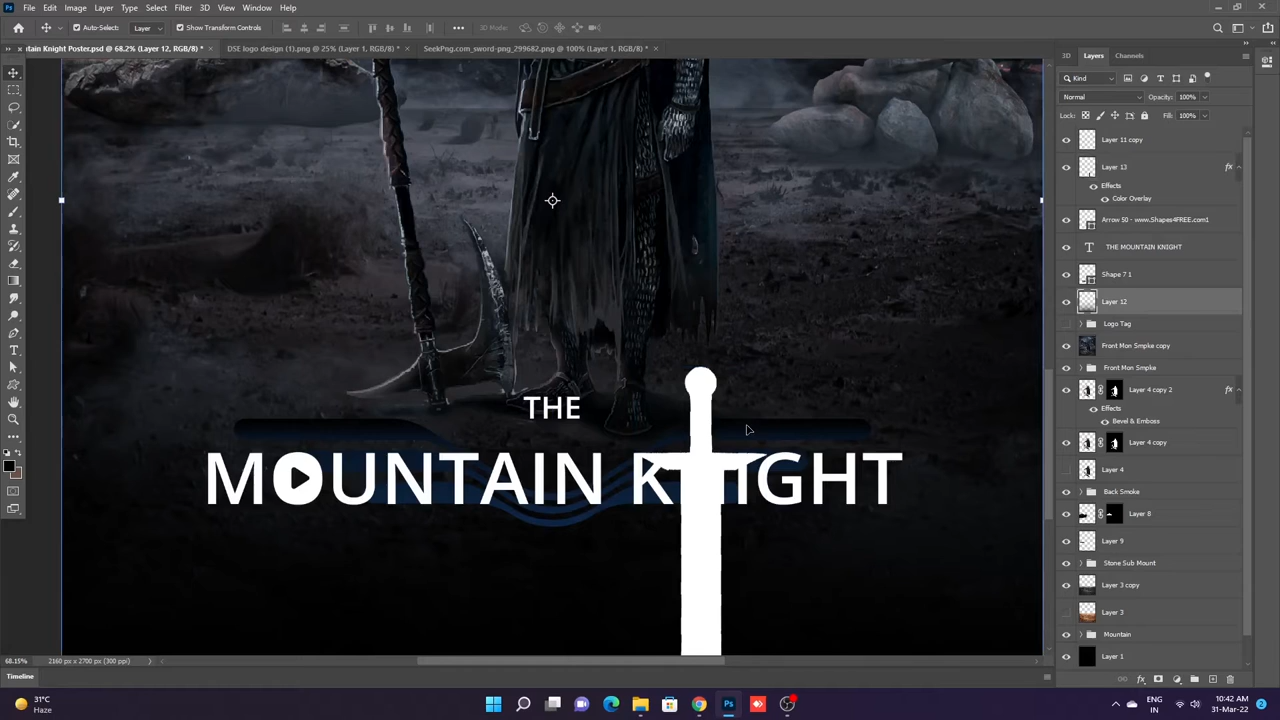 Ps File Edit Image Layer Type Select Filter 3D View Window Help
Auto-Select: Layer Show Transform Controls 3D Mode:
tain Knight Poster.psd @ 68.2% (Layer 12, RGB/8) * DSE logo design (1).png @ 25% (Layer 1, RGB/8) * SeekPng.com_sword-png_299682.png @ 100% (Layer 1, RGB/8) *
3D Layers Channels
Kind
Normal Opacity: 100%
Lock: Fill: 100%
Layer 11 copy
Layer 13 fx
Effects
Color Overlay
Arrow 50 - www.Shapes4FREE.com1
T THE MOUNTAIN KNIGHT
Shape 7 1
Layer 12
Logo Tag
Front Mon Smpke copy
Front Mon Smpke
Layer 4 copy 2 fx
Effects
Bevel & Emboss
Layer 4 copy
Layer 4
Back Smoke
Layer 8
Layer 9
Stone Sub Mount
Layer 3 copy
Layer 3
Mountain
Layer 1
THE
MOUNTAIN KNIGHT
68.15% 2160 px x 2700 px (300 ppi)
Timeline
31°C
Haze
Ps
ENG
IN
10:42 AM
31-Mar-22
2